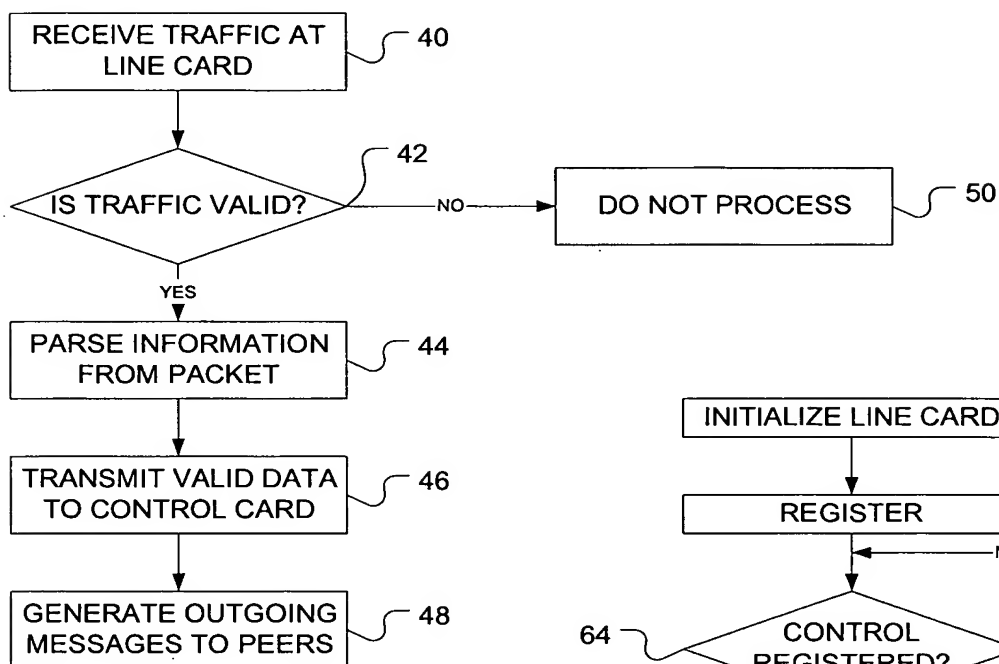 RECEIVE TRAFFIC AT
LINE CARD
40
IS TRAFFIC VALID?
42
NO
DO NOT PROCESS
50
YES
PARSE INFORMATION
FROM PACKET
44
TRANSMIT VALID DATA
TO CONTROL CARD
46
GENERATE OUTGOING
MESSAGES TO PEERS
48
INITIALIZE LINE CARD
REGISTER
64
CONTROL
REGISTERED?